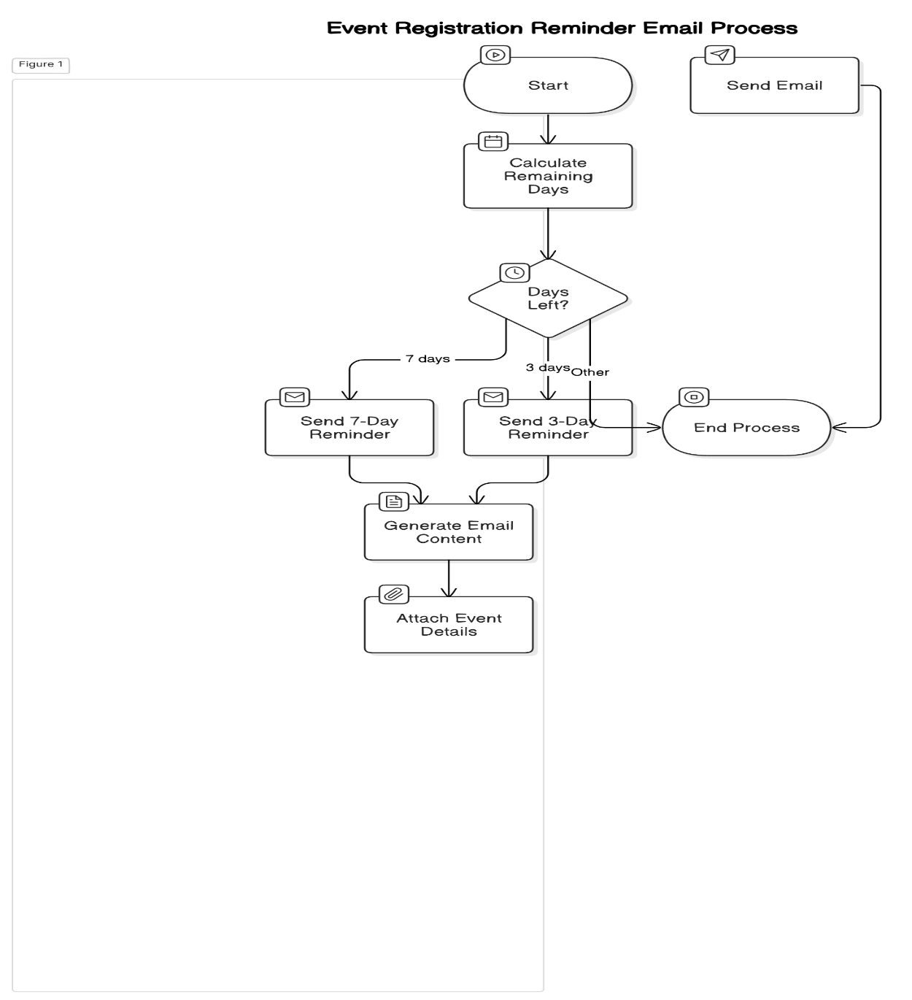 Event Registration Reminder Email Process
Figure 1
Start
Send Email
Calculate
Remaining
Days
Days
Left?
7 days
3 days
Other
Send 7-Day
Reminder
Send 3-Day
Reminder
End Process
Generate Email
Content
Attach Event
Details